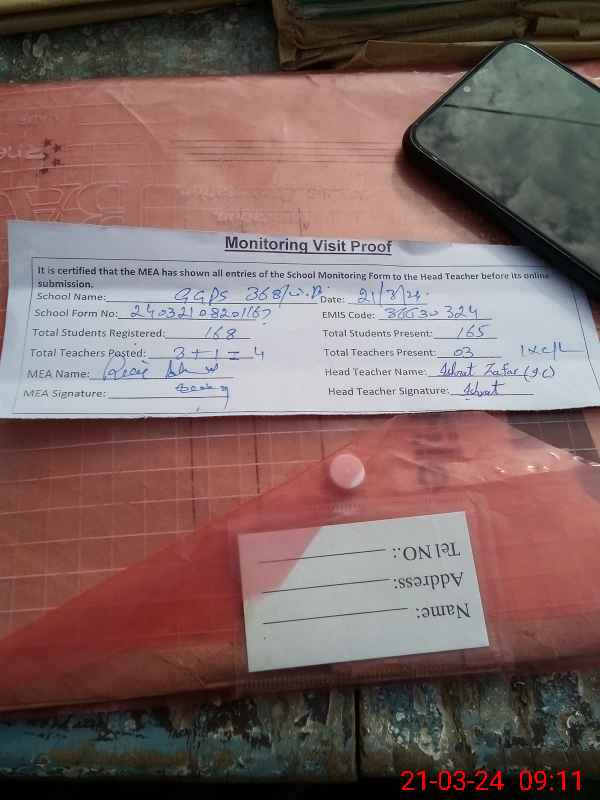 Monitoring Visit Proof
It is certified that the MEA has shown all entries of the School Monitoring Form to the Head Teacher before its online
submission.
School Name: GGPS 368/W.B Date: 21/3/24
School Form No: EMIS Code: 36630324
Total Students Registered: 168 Total Students Present: 165
Total Teachers Posted: 3 + 1 = 4 Total Teachers Present: 03 1xc/L
MEA Name: Head Teacher Name: Ishrat Zafar (I/C)
MEA Signature: Head Teacher Signature: Ishrat
Name:
Address:
Tel NO.:
21-03-24 09:11